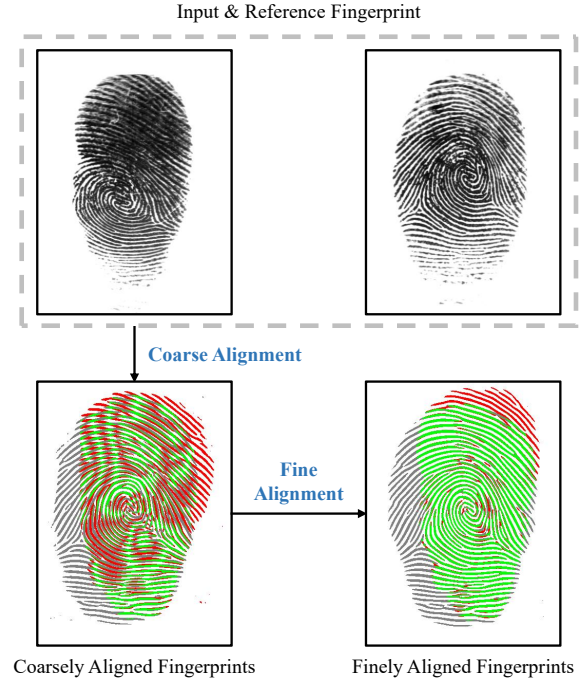 Input & Reference Fingerprint
Coarse Alignment
Fine
Alignment
Coarsely Aligned Fingerprints
Finely Aligned Fingerprints